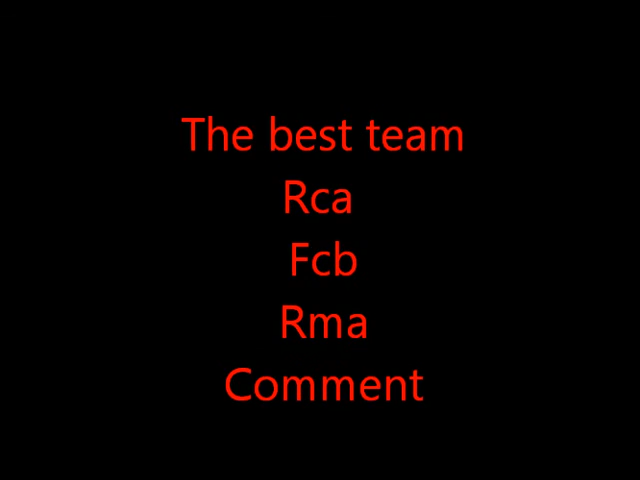 The best team
Rca
Fcb
Rma
Comment